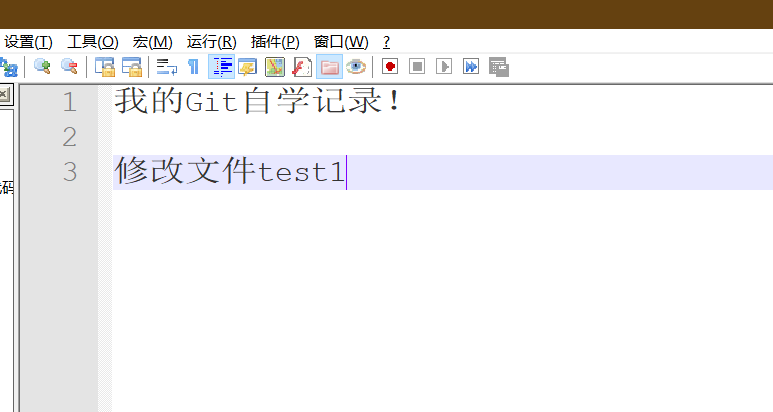 设置(T) 工具(O) 宏(M) 运行(R) 插件(P) 窗口(W) ?
1 我的Git自学记录！
2
3 修改文件test1
码